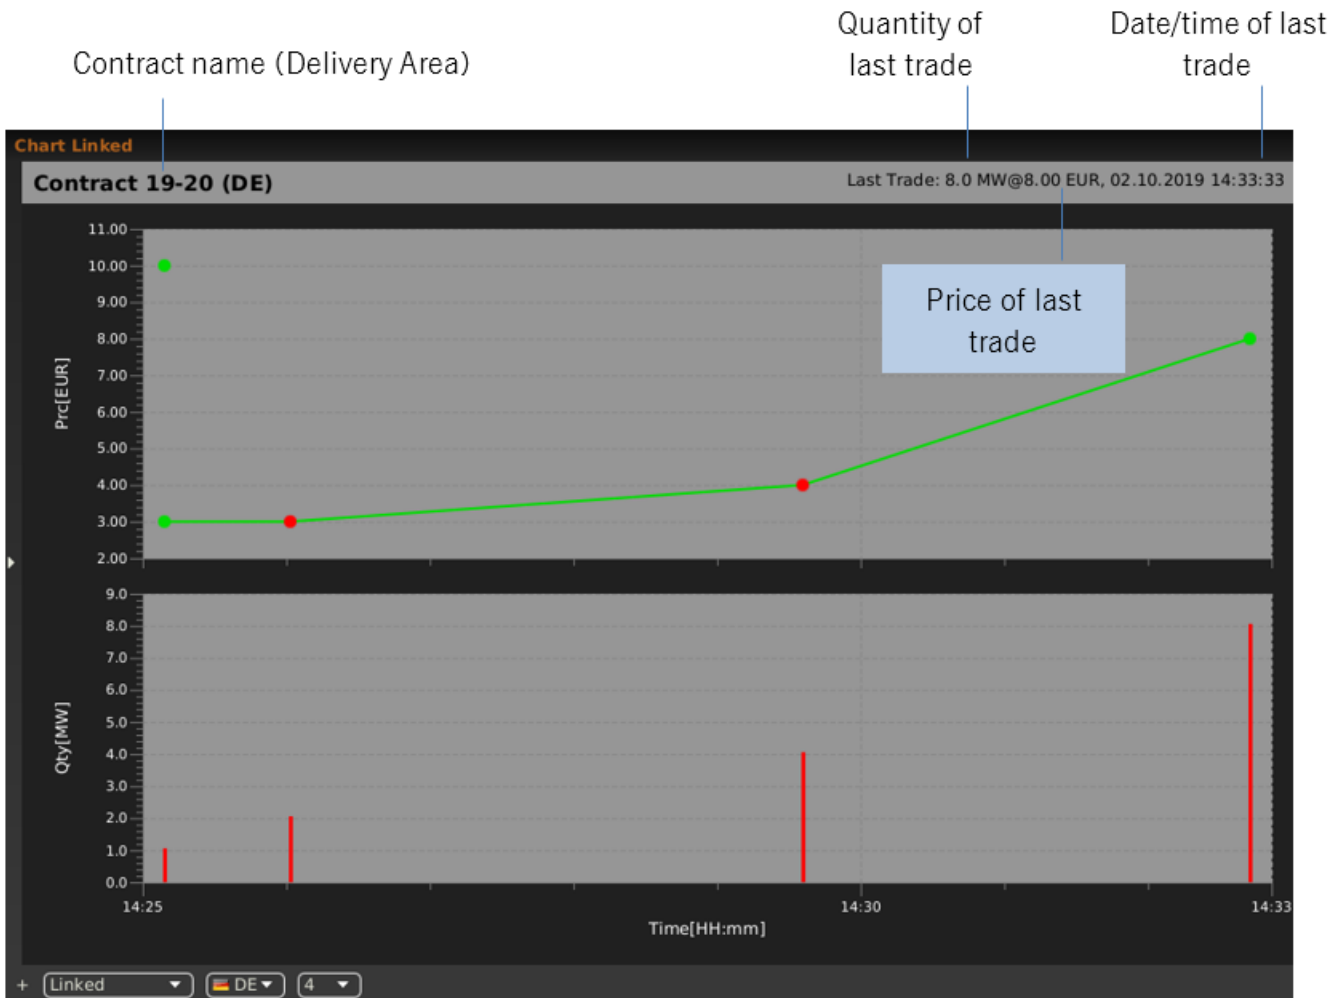 Quantity of
last trade
Date/time of last
trade
Contract name (Delivery Area)
Chart Linked
Contract 19-20 (DE)
Last Trade: 8.0 MW@8.00 EUR, 02.10.2019 14:33:33
Price of last
trade
11.00
10.00
9.00
8.00
7.00
6.00
5.00
4.00
3.00
2.00
Prc[EUR]
9.0
8.0
7.0
6.0
5.0
4.0
3.0
2.0
1.0
0.0
Qty[MW]
14:25
14:30
14:33
Time[HH:mm]
+ Linked DE 4